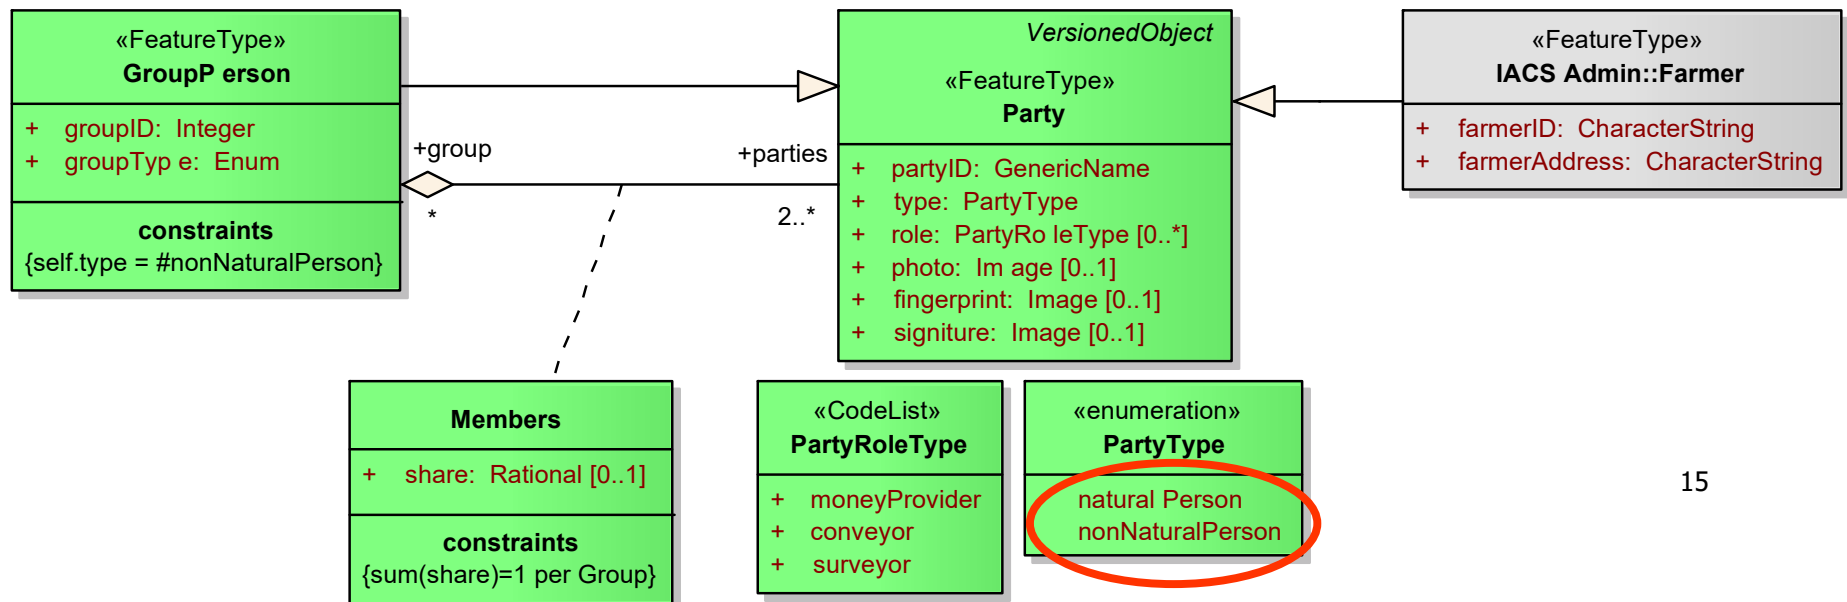 «FeatureType»
GroupP erson
+ groupID: Integer
+ groupTyp e: Enum
constraints
{self.type = #nonNaturalPerson}
+group
*
+parties
2..*
VersionedObject
«FeatureType»
Party
+ partyID: GenericName
+ type: PartyType
+ role: PartyRo leType [0..*]
+ photo: Im age [0..1]
+ fingerprint: Image [0..1]
+ signiture: Image [0..1]
«FeatureType»
IACS Admin::Farmer
+ farmerID: CharacterString
+ farmerAddress: CharacterString
Members
+ share: Rational [0..1]
constraints
{sum(share)=1 per Group}
«CodeList»
PartyRoleType
+ moneyProvider
+ conveyor
+ surveyor
«enumeration»
PartyType
natural Person
nonNaturalPerson
15